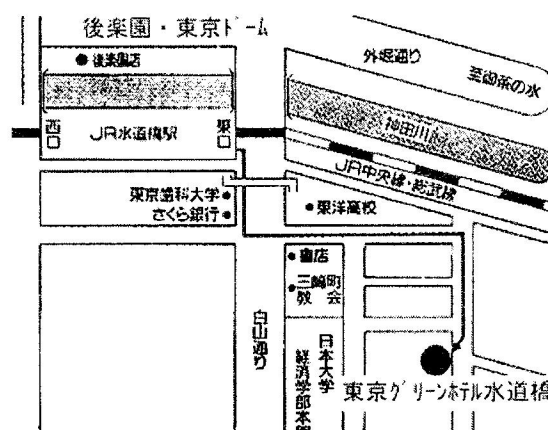 後楽園・東京ドーム
● 後楽園店
外堀通り
至御茶の水
神田川
西口
JR水道橋駅
東口
JR中央線・総武線
東京歯科大学 ●
さくら銀行 ●
● 東洋高校
● 書店
● 三崎町教会
白山通り
日本大学
経済学部本館
東京グリーンホテル水道橋